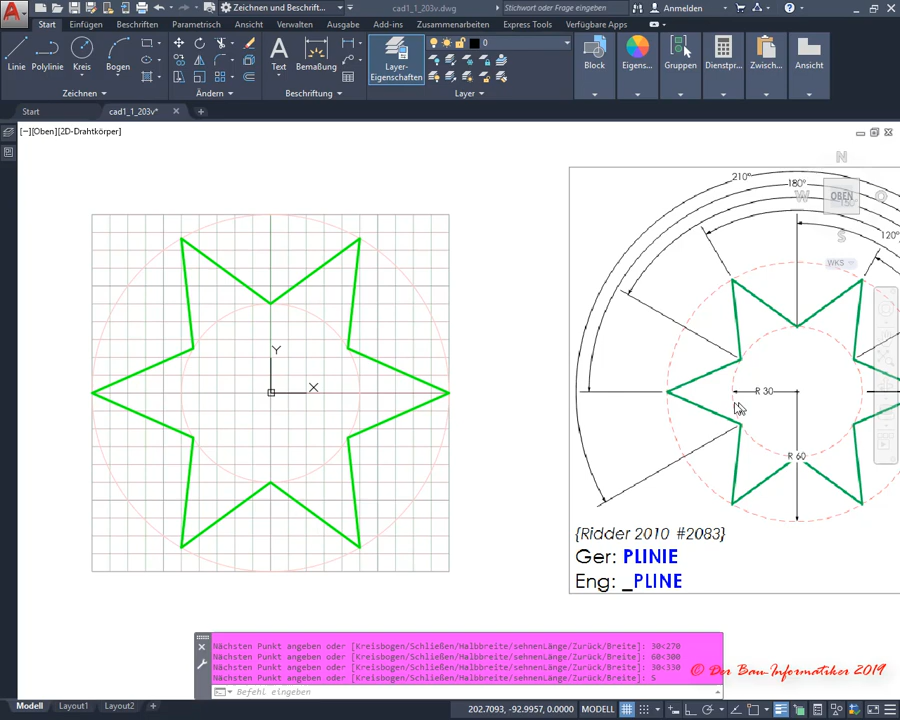 Zeichnen und Beschrift...
cad1_1_203v.dwg
Stichwort oder Frage eingeben
Anmelden
Start Einfügen Beschriften Parametrisch Ansicht Verwalten Ausgabe Add-ins Zusammenarbeiten Express Tools Verfügbare Apps
0
Linie Polylinie Kreis Bogen Text Bemaßung Layer-Eigenschaften Block Eigens... Gruppen Dienstpr... Zwisch... Ansicht
Zeichnen Ändern Beschriftung Layer
Start cad1_1_203v*
[−][Oben][2D-Drahtkörper]
N
210°
180°
W OBEN O
150°
120°
S
WKS
Y
X
R 30
R 60
{Ridder 2010 #2083}
Ger: PLINIE
Eng: _PLINE
Nächsten Punkt angeben oder [Kreisbogen/Schließen/Halbbreite/sehnenLänge/Zurück/Breite]: 30<270
Nächsten Punkt angeben oder [Kreisbogen/Schließen/Halbbreite/sehnenLänge/Zurück/Breite]: 60<300
Nächsten Punkt angeben oder [Kreisbogen/Schließen/Halbbreite/sehnenLänge/Zurück/Breite]: 30<330
Nächsten Punkt angeben oder [Kreisbogen/Schließen/Halbbreite/sehnenLänge/Zurück/Breite]: S
© Der Bau-Informatiker 2019
Befehl eingeben
Modell Layout1 Layout2
202.7093, -92.9957, 0.0000 MODELL